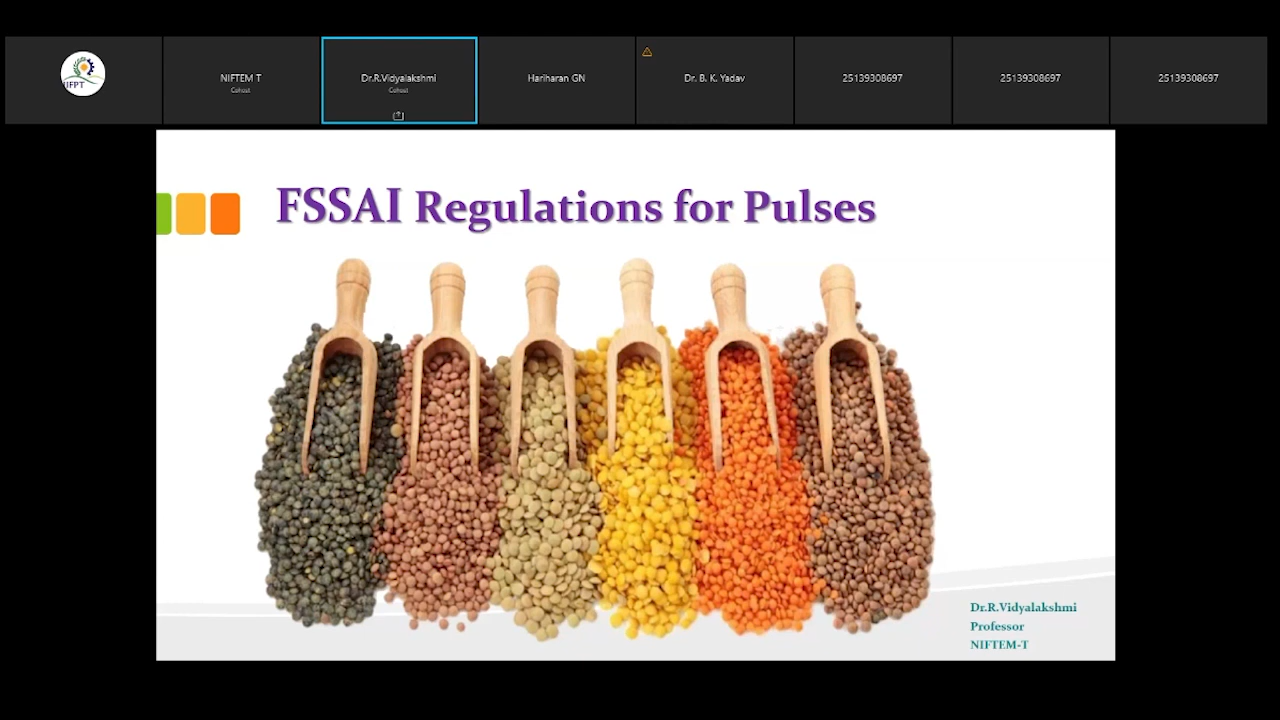 IIFPT
NIFTEM T
Cohost
Dr.R.Vidyalakshmi
Cohost
Hariharan GN
Dr. B. K. Yadav
25139308697
25139308697
25139308697
FSSAI Regulations for Pulses
Dr.R.Vidyalakshmi
Professor
NIFTEM-T